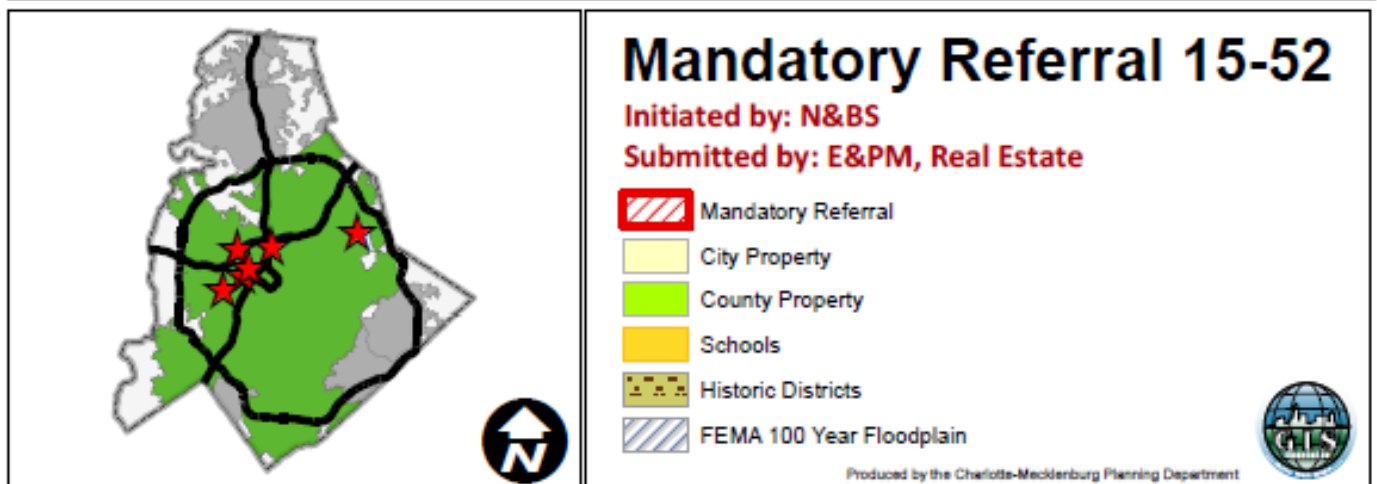 N
Mandatory Referral 15-52
Initiated by: N&BS
Submitted by: E&PM, Real Estate
Mandatory Referral
City Property
County Property
Schools
Historic Districts
FEMA 100 Year Floodplain
GIS
Produced by the Charlotte-Mecklenburg Planning Department